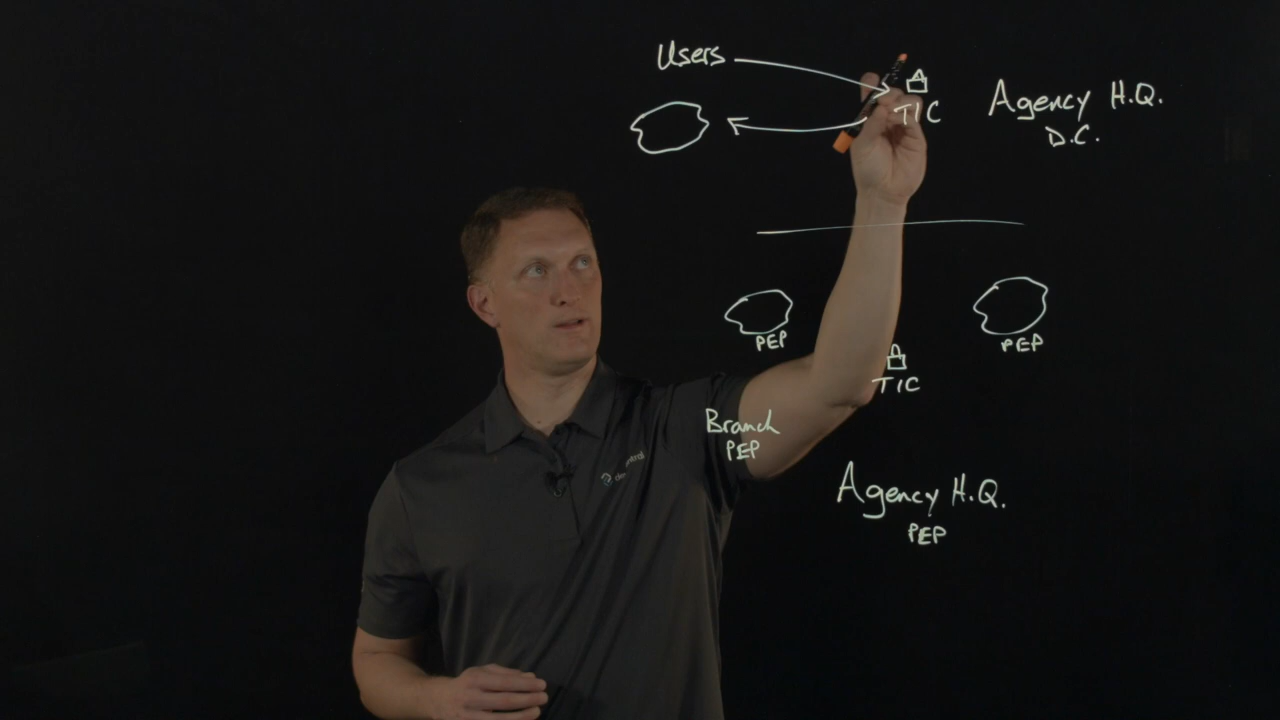 Users
TIC
Agency H.Q.
D.C.
PEP
PEP
TIC
Branch
PEP
Agency H.Q.
PEP